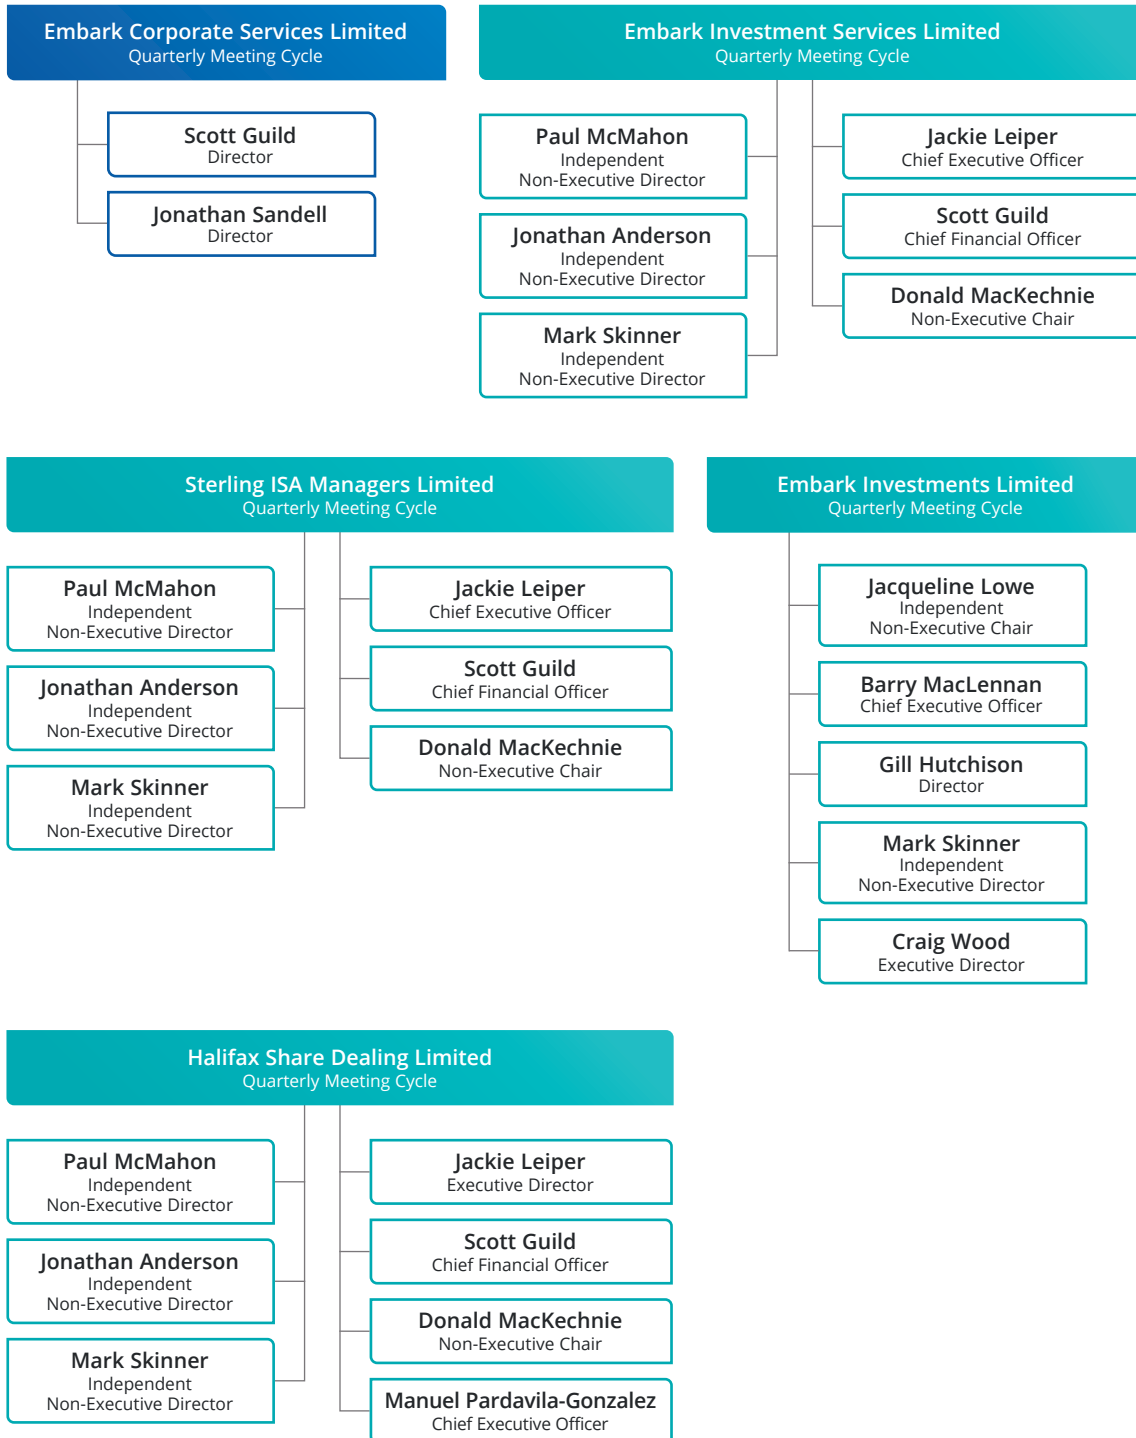 Embark Corporate Services Limited
Quarterly Meeting Cycle
Scott Guild
Director
Jonathan Sandell
Director
Embark Investment Services Limited
Quarterly Meeting Cycle
Paul McMahon
Independent
Non-Executive Director
Jonathan Anderson
Independent
Non-Executive Director
Mark Skinner
Independent
Non-Executive Director
Jackie Leiper
Chief Executive Officer
Scott Guild
Chief Financial Officer
Donald MacKechnie
Non-Executive Chair
Sterling ISA Managers Limited
Quarterly Meeting Cycle
Paul McMahon
Independent
Non-Executive Director
Jonathan Anderson
Independent
Non-Executive Director
Mark Skinner
Independent
Non-Executive Director
Jackie Leiper
Chief Executive Officer
Scott Guild
Chief Financial Officer
Donald MacKechnie
Non-Executive Chair
Embark Investments Limited
Quarterly Meeting Cycle
Jacqueline Lowe
Independent
Non-Executive Chair
Barry MacLennan
Chief Executive Officer
Gill Hutchison
Director
Mark Skinner
Independent
Non-Executive Director
Craig Wood
Executive Director
Halifax Share Dealing Limited
Quarterly Meeting Cycle
Paul McMahon
Independent
Non-Executive Director
Jonathan Anderson
Independent
Non-Executive Director
Mark Skinner
Independent
Non-Executive Director
Jackie Leiper
Executive Director
Scott Guild
Chief Financial Officer
Donald MacKechnie
Non-Executive Chair
Manuel Pardavila-Gonzalez
Chief Executive Officer